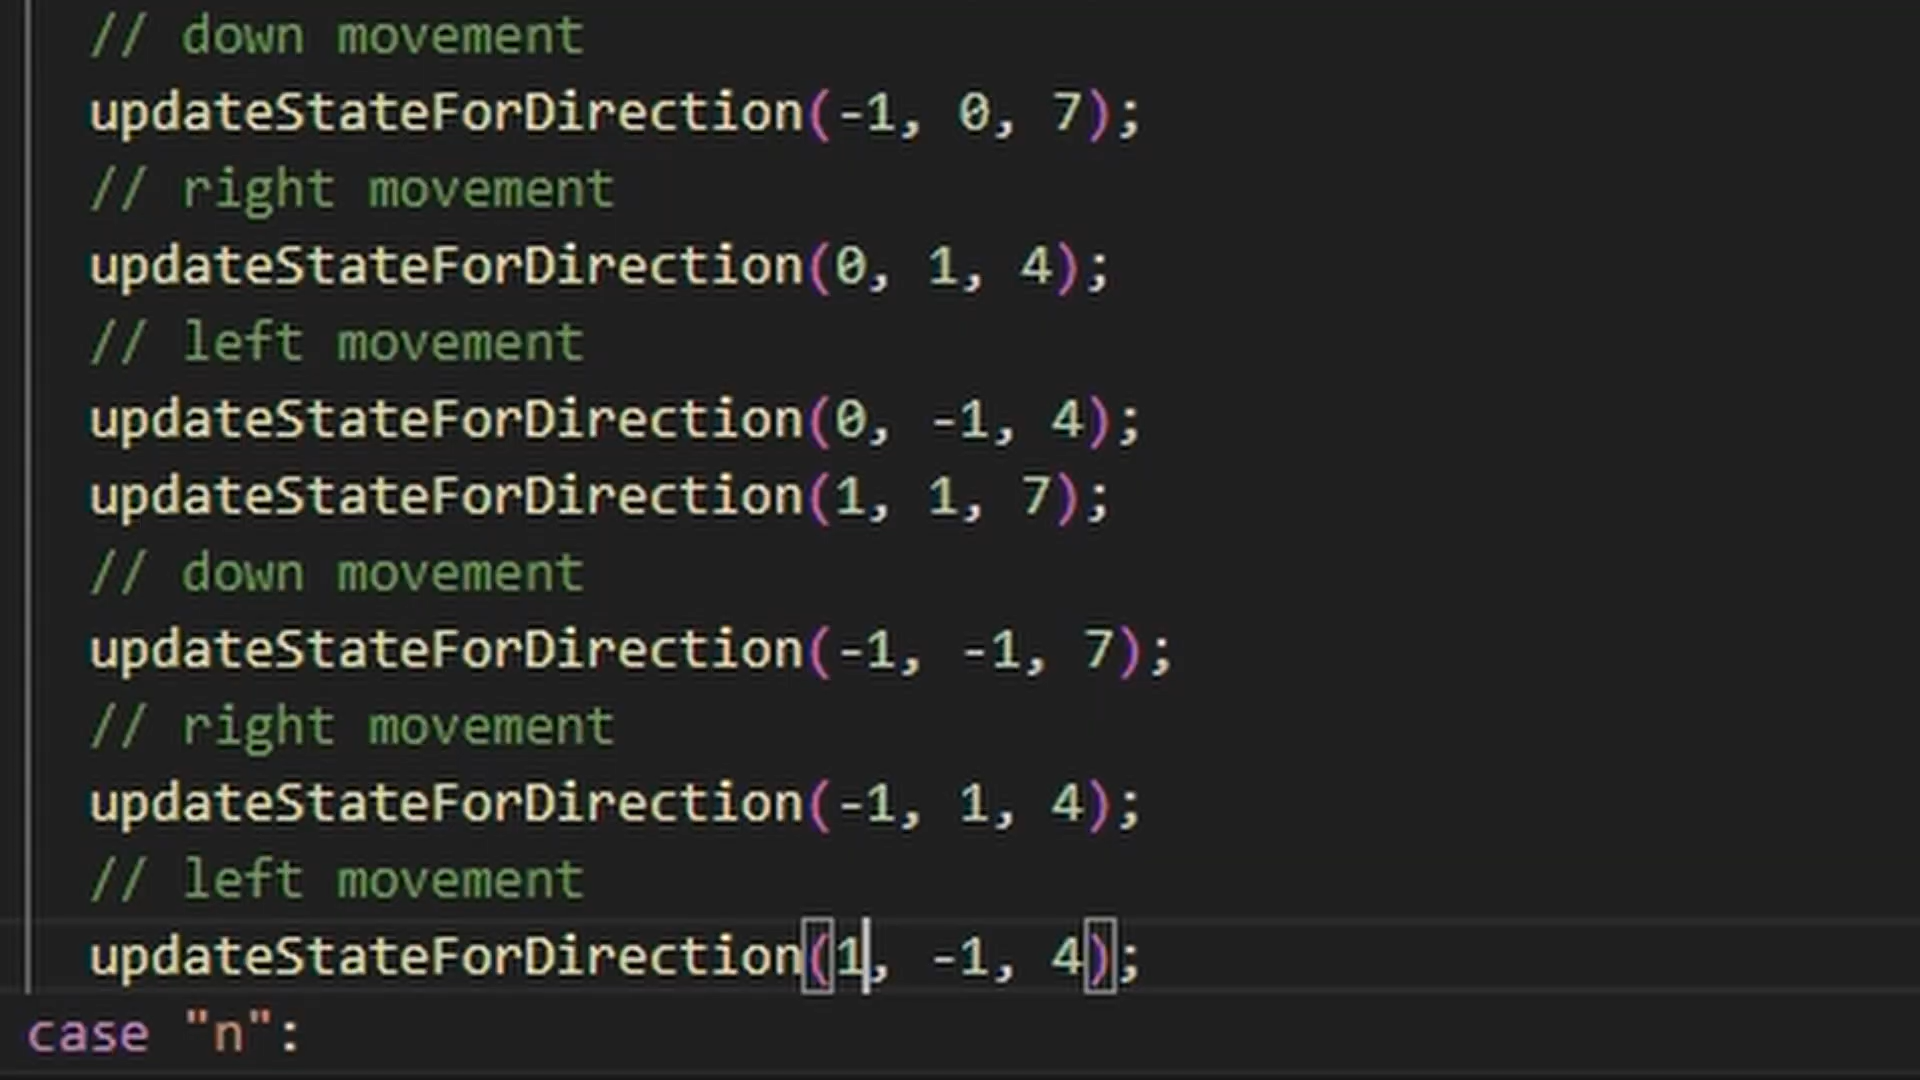 // down movement
updateStateForDirection(-1, 0, 7);
// right movement
updateStateForDirection(0, 1, 4);
// left movement
updateStateForDirection(0, -1, 4);
updateStateForDirection(1, 1, 7);
// down movement
updateStateForDirection(-1, -1, 7);
// right movement
updateStateForDirection(-1, 1, 4);
// left movement
updateStateForDirection(1, -1, 4);
case "n":